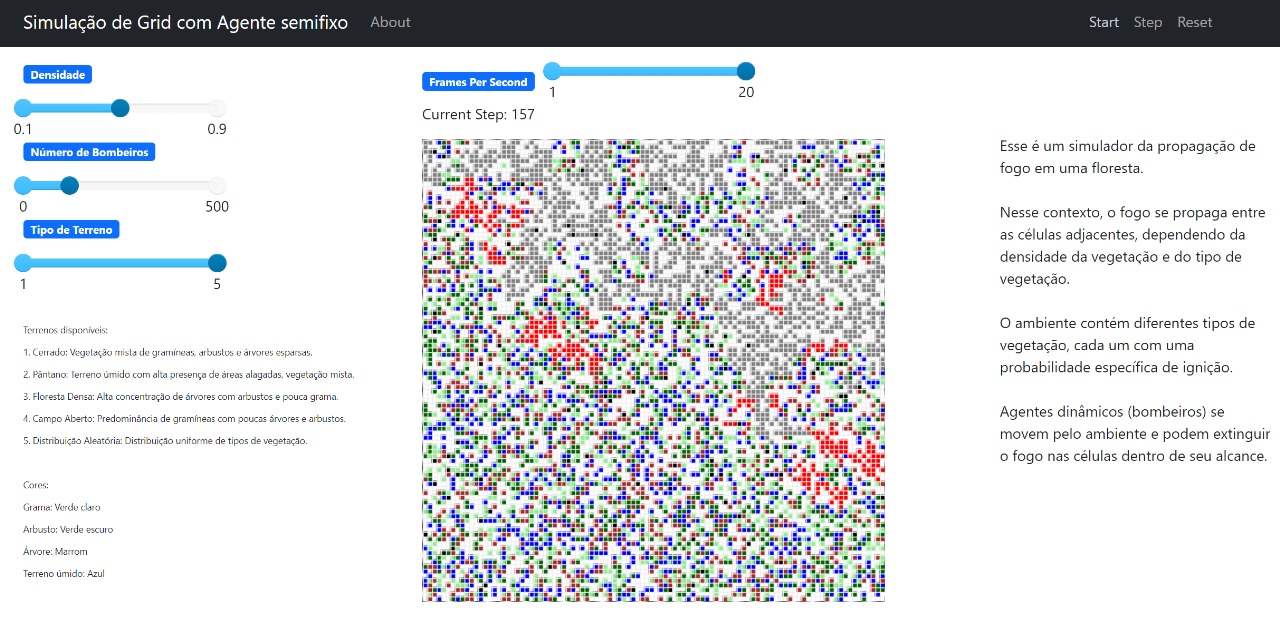 Simulação de Grid com Agente semifixo About Start Step Reset
Densidade
0.1 0.9
Número de Bombeiros
0 500
Tipo de Terreno
1 5
Terrenos disponíveis:
1. Cerrado: Vegetação mista de gramíneas, arbustos e árvores esparsas.
2. Pântano: Terreno úmido com alta presença de áreas alagadas, vegetação mista.
3. Floresta Densa: Alta concentração de árvores com arbustos e pouca grama.
4. Campo Aberto: Predominância de gramíneas com poucas árvores e arbustos.
5. Distribuição Aleatória: Distribuição uniforme de tipos de vegetação.
Cores:
Grama: Verde claro
Arbusto: Verde escuro
Árvore: Marrom
Terreno úmido: Azul
Frames Per Second
1 20
Current Step: 157
Esse é um simulador da propagação de
fogo em uma floresta.
Nesse contexto, o fogo se propaga entre
as células adjacentes, dependendo da
densidade da vegetação e do tipo de
vegetação.
O ambiente contém diferentes tipos de
vegetação, cada um com uma
probabilidade específica de ignição.
Agentes dinâmicos (bombeiros) se
movem pelo ambiente e podem extinguir
o fogo nas células dentro de seu alcance.